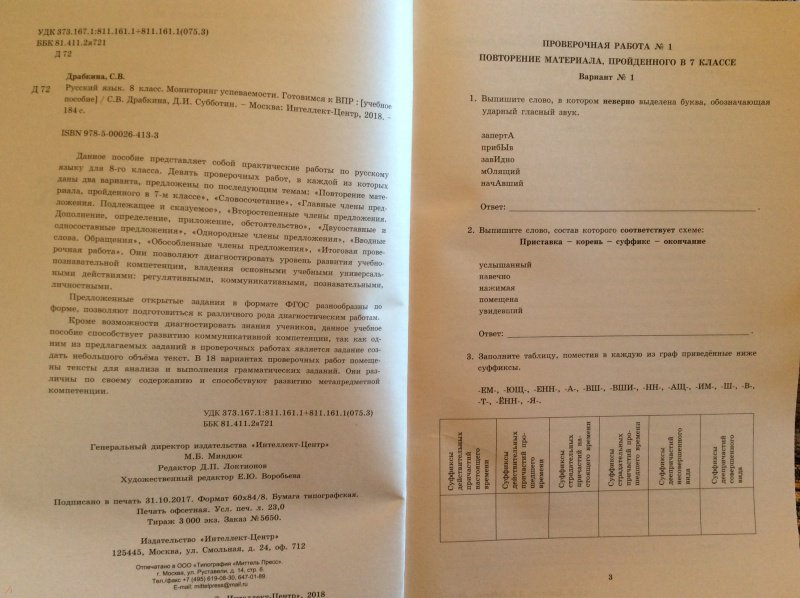 УДК 373.167.1:811.161.1+811.161.1(075.3)
ББК 81.411.2я721
Д 72
Драбкина, С.В.
Д 72 Русский язык. 8 класс. Мониторинг успеваемости. Готовимся к ВПР : [учебное
пособие] / С.В. Драбкина, Д.И. Субботин. – Москва: Интеллект-Центр, 2018. –
184 с.
ISBN 978-5-00026-413-3
Данное пособие представляет собой практические работы по русскому
языку для 8-го класса. Девять проверочных работ, в каждой из которых
даны два варианта, предложены по последующим темам: «Повторение мате-
риала, пройденного в 7-м классе», «Словосочетание», «Главные члены пред-
ложения. Подлежащее и сказуемое», «Второстепенные члены предложения.
Дополнение, определение, приложение, обстоятельство», «Двусоставные и
односоставные предложения», «Однородные члены предложения», «Вводные
слова. Обращения», «Обособленные члены предложения», «Итоговая прове-
рочная работа». Они позволяют диагностировать уровень развития учебно-
познавательной компетенции, владения основными учебными универсаль-
ными действиями: регулятивными, коммуникативными, познавательными,
личностными.
Предложенные открытые задания в формате ФГОС разнообразны по
форме, позволяют подготовиться к различного рода диагностическим работам.
Кроме возможности диагностировать знания учеников, данное учебное
пособие способствует развитию коммуникативной компетенции, так как од-
ним из предлагаемых заданий в проверочных работах является задание соз-
дать небольшого объёма текст. В 18 вариантах проверочных работ помеще-
ны тексты для анализа и выполнения грамматических заданий. Они раз-
личны по своему содержанию и способствуют развитию метапредметной
компетенции.
УДК 373.167.1:811.161.1+811.161.1(075.3)
ББК 81.411.2я721
Генеральный директор издательства «Интеллект-Центр»
М.Б. Миндюк
Редактор Д.П. Локтионов
Художественный редактор Е.Ю. Воробьева
Подписано в печать 31.10.2017. Формат 60х84/8. Бумага типографская.
Печать офсетная. Усл. печ. л. 23,0
Тираж 3 000 экз. Заказ №5650.
Издательство «Интеллект-Центр»
125445, Москва, ул. Смольная, д. 24, оф. 712
Отпечатано в ООО «Типография «Миттель Пресс».
г. Москва, ул. Руставели, д. 14, стр. 6.
Тел./факс +7 (495) 619-08-30, 647-01-89.
E-mail: mittelpress@mail.ru
«Интеллект-Центр», 2018
ПРОВЕРОЧНАЯ РАБОТА № 1
ПОВТОРЕНИЕ МАТЕРИАЛА, ПРОЙДЕННОГО В 7 КЛАССЕ
Вариант № 1
1. Выпишите слово, в котором неверно выделена буква, обозначающая
ударный гласный звук.
запертА
прибЫв
завИдно
мОлящий
начАвший
Ответ: .
2. Выпишите слово, состав которого соответствует схеме:
Приставка – корень – суффикс – окончание
услышанный
навечно
нажимая
помещена
увидевший
Ответ: .
3. Заполните таблицу, поместив в каждую из граф приведённые ниже
суффиксы.
-ЕМ-, -ЮЩ-, -ЕНН-, -А-, -ВШ-, -ВШИ-, -НН-, -АЩ-, -ИМ-, -Ш-, -В-,
-Т-, -ЁНН-, -Я-.
Суффиксы
действительных
причастий
настоящего
времени
Суффиксы
действительных
причастий про-
шедшего
времени
Суффиксы
страдательных
причастий на-
стоящего времени
Суффиксы
страдательных
причастий про-
шедшего времени
Суффиксы
деепричастий
несовершенного
вида
Суффиксы
деепричастий
совершенного
вида
3